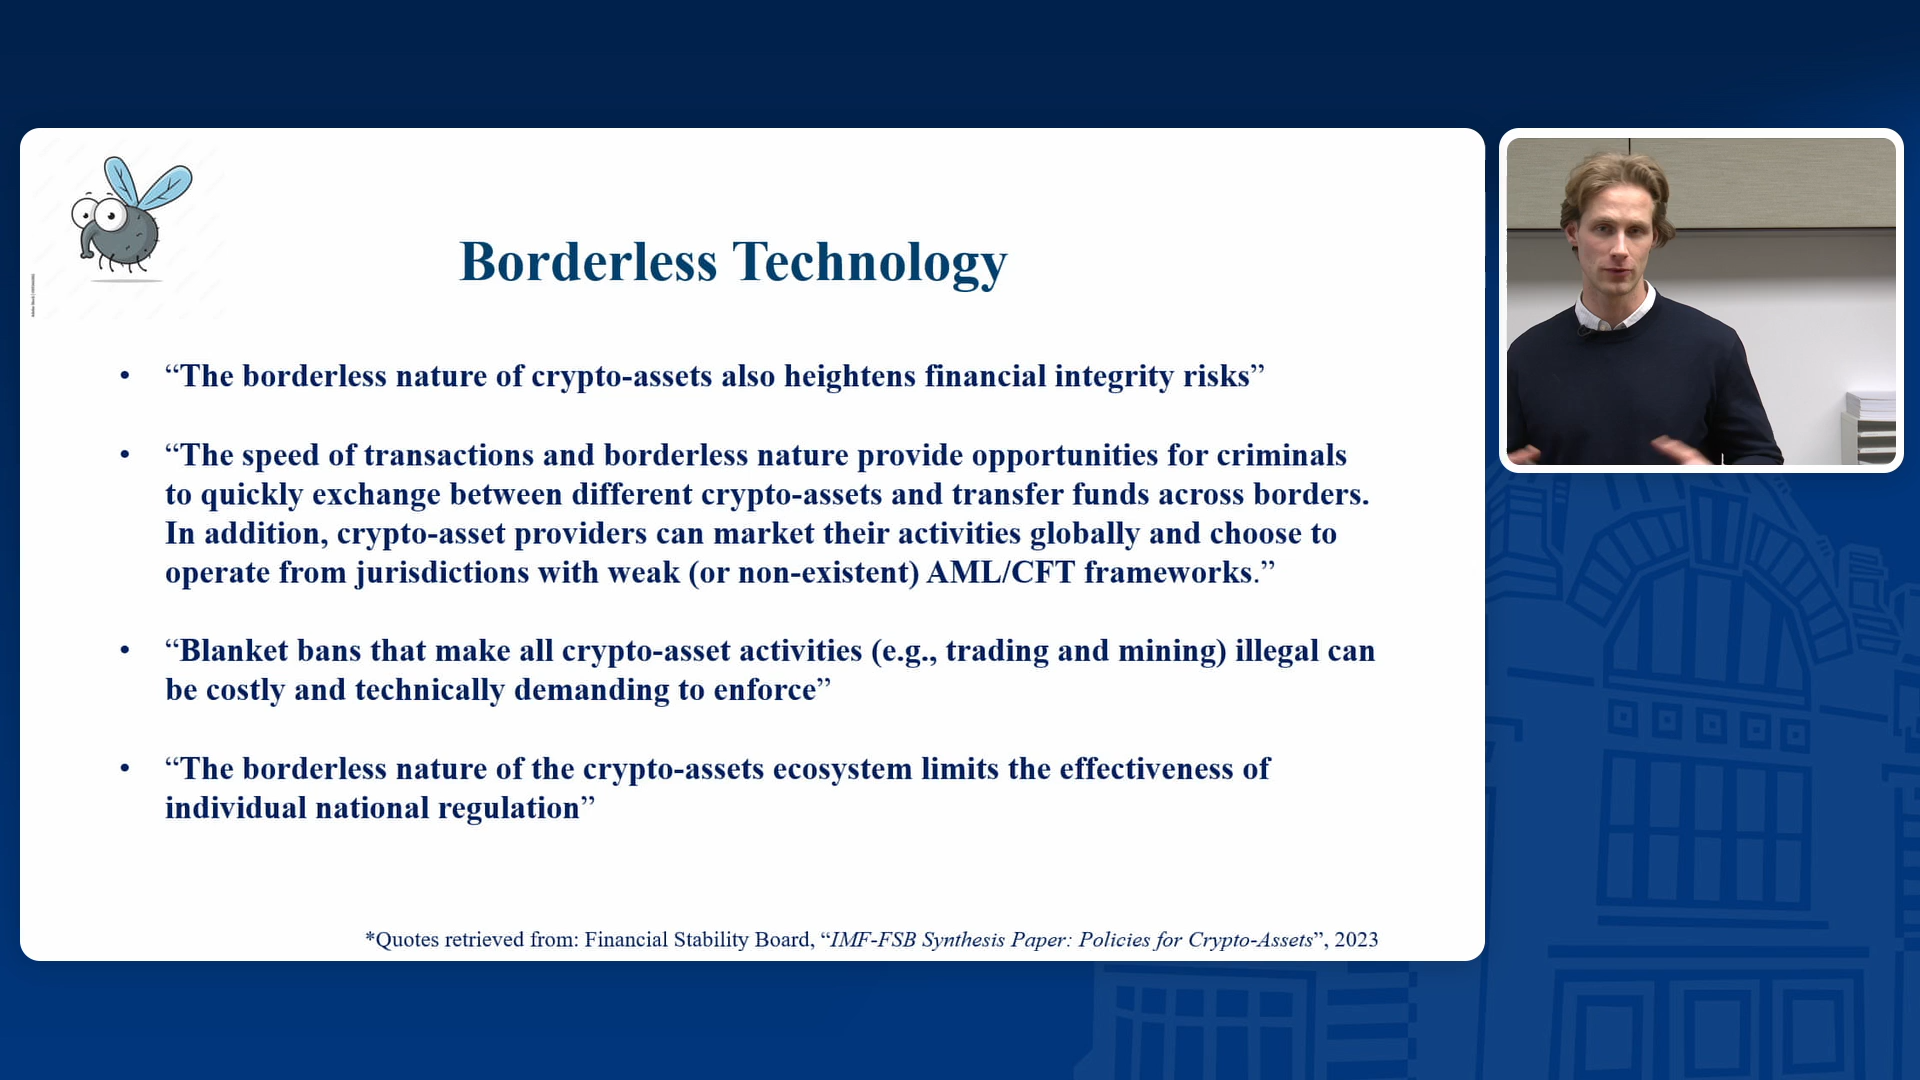 Borderless Technology
• “The borderless nature of crypto-assets also heightens financial integrity risks”
• “The speed of transactions and borderless nature provide opportunities for criminals
to quickly exchange between different crypto-assets and transfer funds across borders.
In addition, crypto-asset providers can market their activities globally and choose to
operate from jurisdictions with weak (or non-existent) AML/CFT frameworks.”
• “Blanket bans that make all crypto-asset activities (e.g., trading and mining) illegal can
be costly and technically demanding to enforce”
• “The borderless nature of the crypto-assets ecosystem limits the effectiveness of
individual national regulation”
*Quotes retrieved from: Financial Stability Board, “IMF-FSB Synthesis Paper: Policies for Crypto-Assets”, 2023